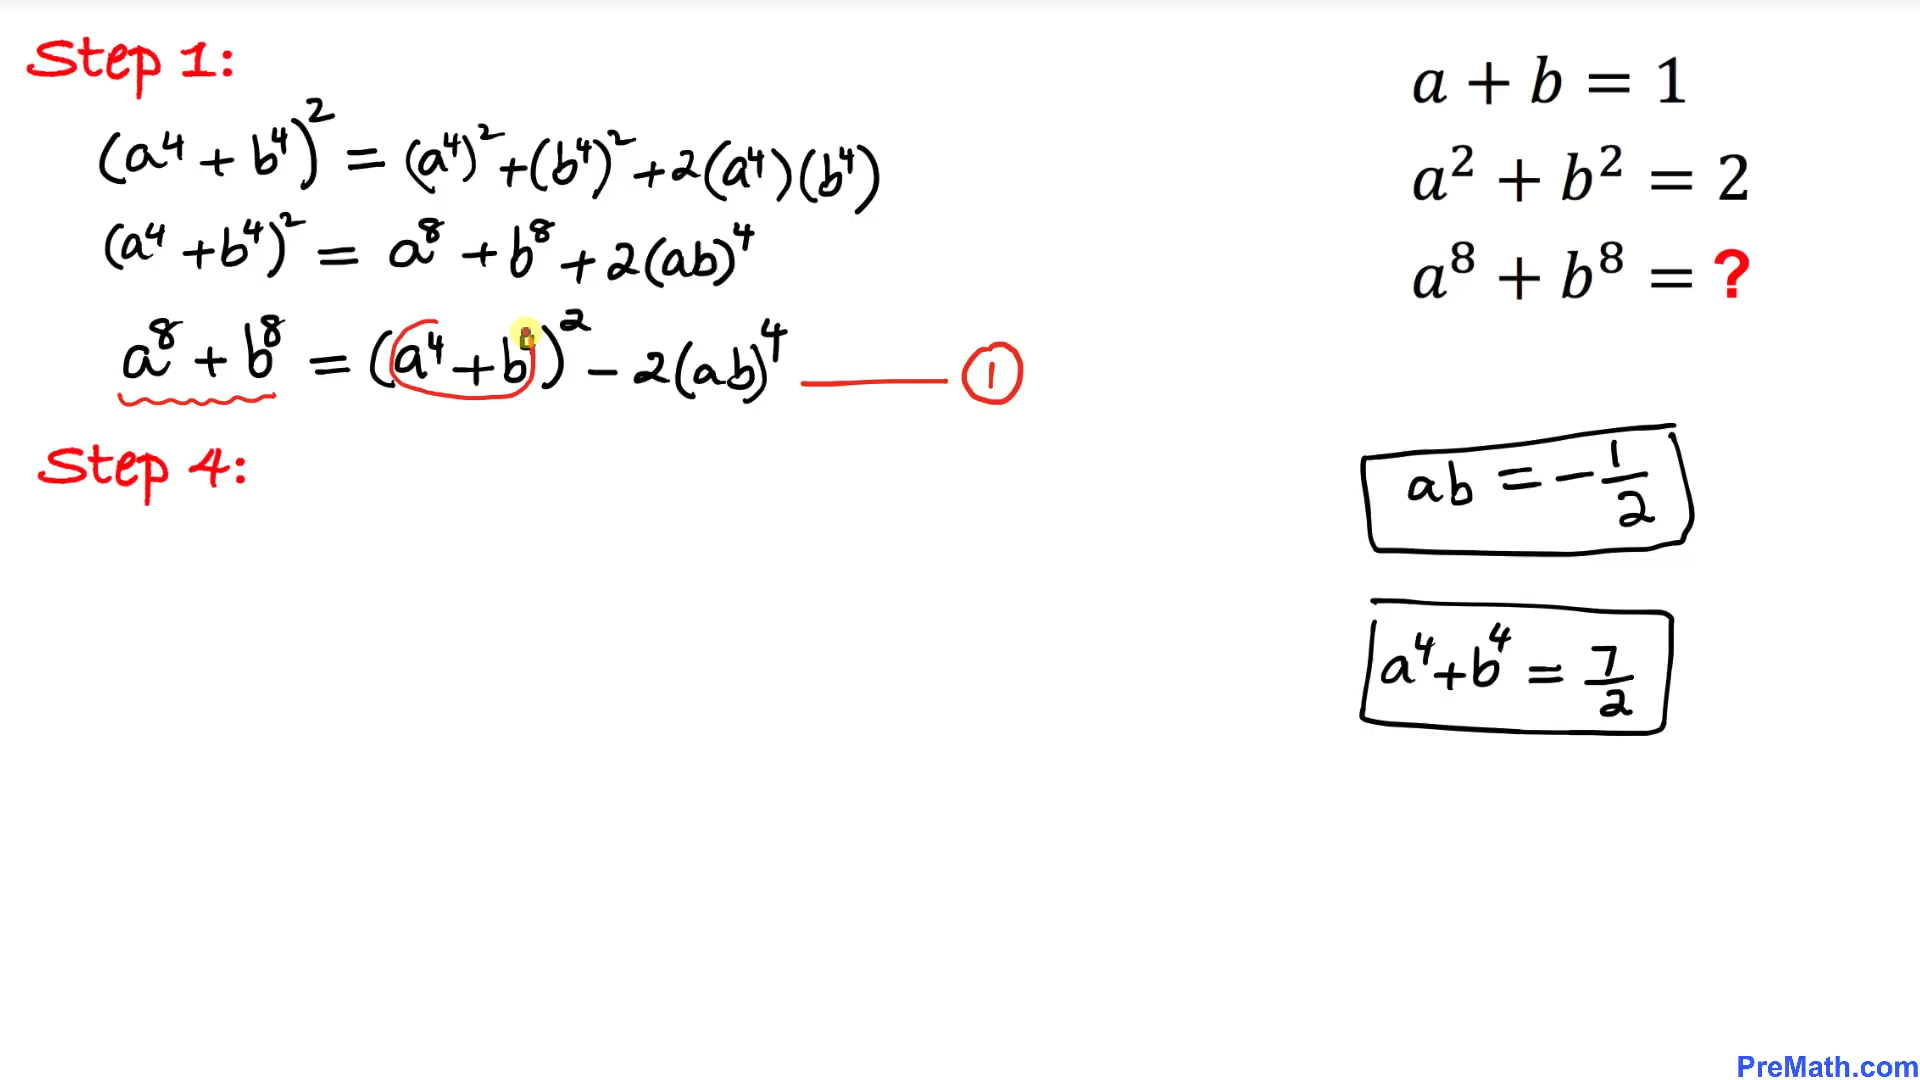 Step 1:
(a⁴ + b⁴)² = (a⁴)² + (b⁴)² + 2(a⁴)(b⁴)
(a⁴ + b⁴)² = a⁸ + b⁸ + 2(ab)⁴
a⁸ + b⁸ = (a⁴ + b⁴)² - 2(ab)⁴ ——— ①
Step 4:
a + b = 1
a² + b² = 2
a⁸ + b⁸ = ?
ab = -1/2
a⁴ + b⁴ = 7/2
PreMath.com